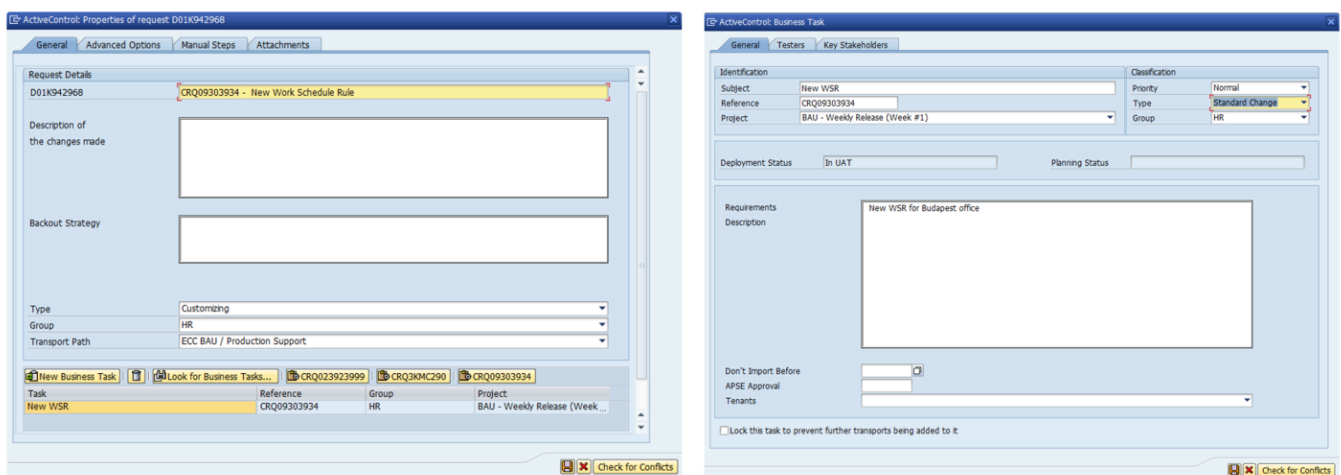 ActiveControl: Properties of request D01K942968
General Advanced Options Manual Steps Attachments
Request Details
D01K942968 CRQ09303934 - New Work Schedule Rule
Description of
the changes made
Backout Strategy
Type Customizing
Group HR
Transport Path ECC BAU / Production Support
New Business Task Look for Business Tasks... CRQ023923999 CRQ3KMC290 CRQ09303934
Task Reference Group Project
New WSR CRQ09303934 HR BAU - Weekly Release (Week ...
Check for Conflicts
ActiveControl: Business Task
General Testers Key Stakeholders
Identification Classification
Subject New WSR Priority Normal
Reference CRQ09303934 Type Standard Change
Project BAU - Weekly Release (Week #1) Group HR
Deployment Status In UAT Planning Status
Requirements New WSR for Budapest office
Description
Don't Import Before
APSE Approval
Tenants
Lock this task to prevent further transports being added to it
Check for Conflicts